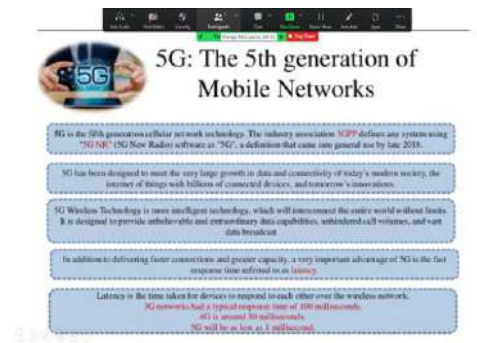 Participants
Chat
Stop Share
5G
5G: The 5th generation of
Mobile Networks
5G is the fifth generation cellular network technology. The industry association 3GPP defines any system using
"5G NR" (5G New Radio) software as "5G", a definition that came into general use by late 2018.
5G has been designed to meet the very large growth in data and connectivity of today's modern society, the
internet of things with billions of connected devices, and tomorrow's innovations.
5G Wireless Technology is more intelligent technology, which will interconnect the entire world without limits.
It is designed to provide unbelievable and extraordinary data capabilities, unhindered call volumes, and vast
data broadcast
In addition to delivering faster connections and greater capacity, a very important advantage of 5G is the fast
response time referred to as latency.
Latency is the time taken for devices to respond to each other over the wireless network.
3G networks had a typical response time of 100 milliseconds.
4G is around 30 milliseconds
5G will be as low as 1 millisecond.